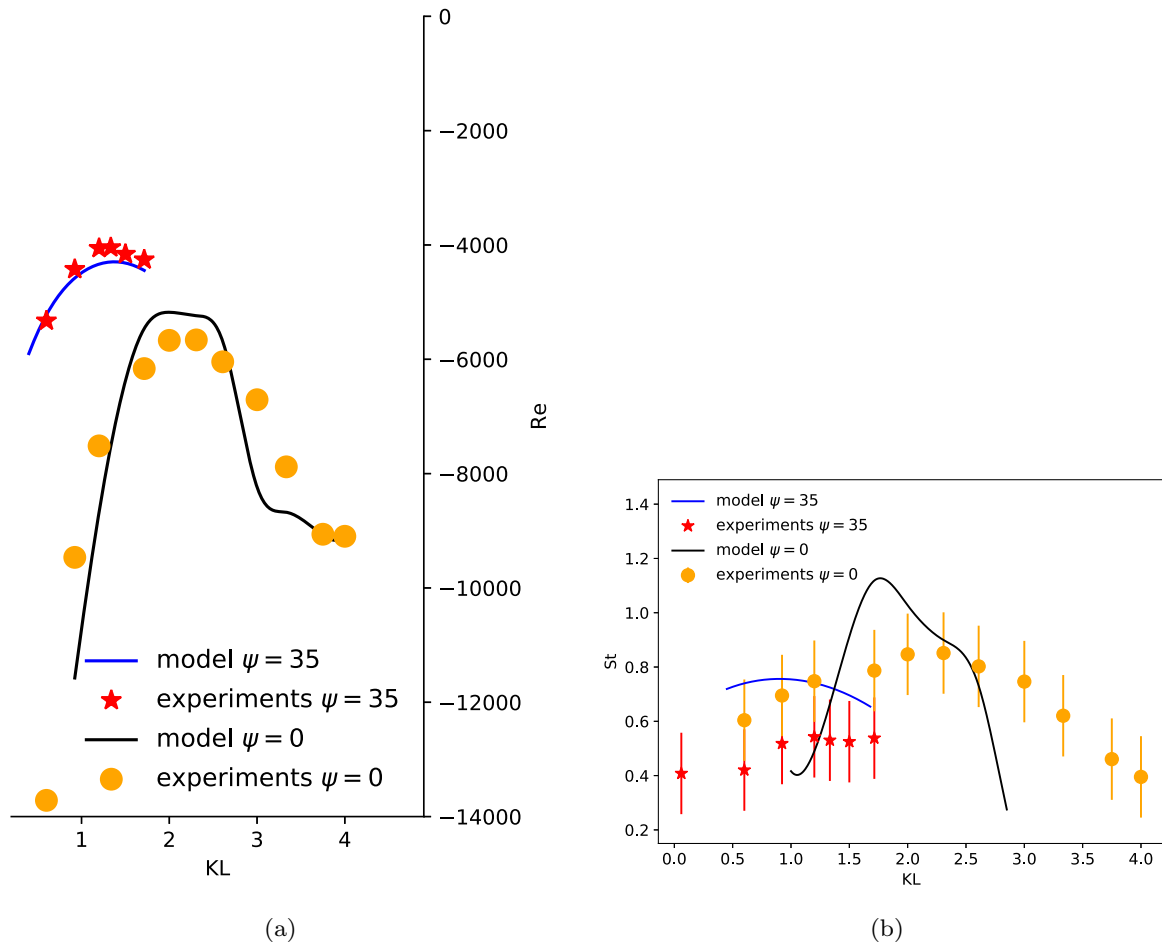 0
−2000
−4000
−6000
−8000
−10000
−12000
−14000
Re
model ψ = 35
experiments ψ = 35
model ψ = 0
experiments ψ = 0
1 2 3 4
KL
(a)
1.4
1.2
1.0
0.8
0.6
0.4
0.2
St
model ψ = 35
experiments ψ = 35
model ψ = 0
experiments ψ = 0
0.0 0.5 1.0 1.5 2.0 2.5 3.0 3.5 4.0
KL
(b)